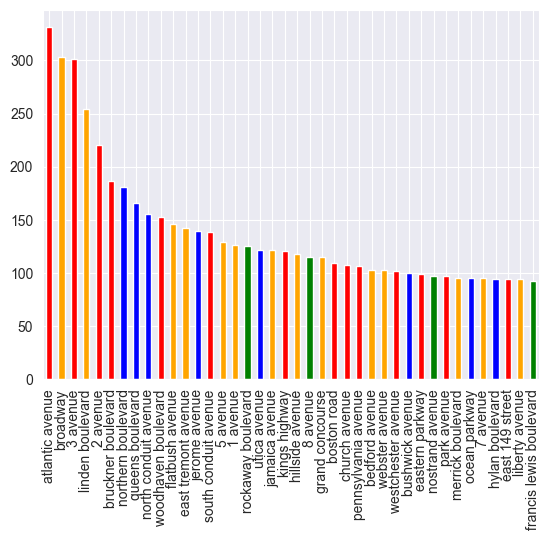 300
250
200
150
100
50
0
atlantic avenue
broadway
3 avenue
linden boulevard
2 avenue
bruckner boulevard
northern boulevard
queens boulevard
north conduit avenue
woodhaven boulevard
flatbush avenue
east tremont avenue
jerome avenue
south conduit avenue
5 avenue
1 avenue
rockaway boulevard
utica avenue
jamaica avenue
kings highway
hillside avenue
8 avenue
grand concourse
boston road
church avenue
pennsylvania avenue
bedford avenue
webster avenue
westchester avenue
bushwick avenue
eastern parkway
nostrand avenue
park avenue
merrick boulevard
ocean parkway
7 avenue
hylan boulevard
east 149 street
liberty avenue
francis lewis boulevard